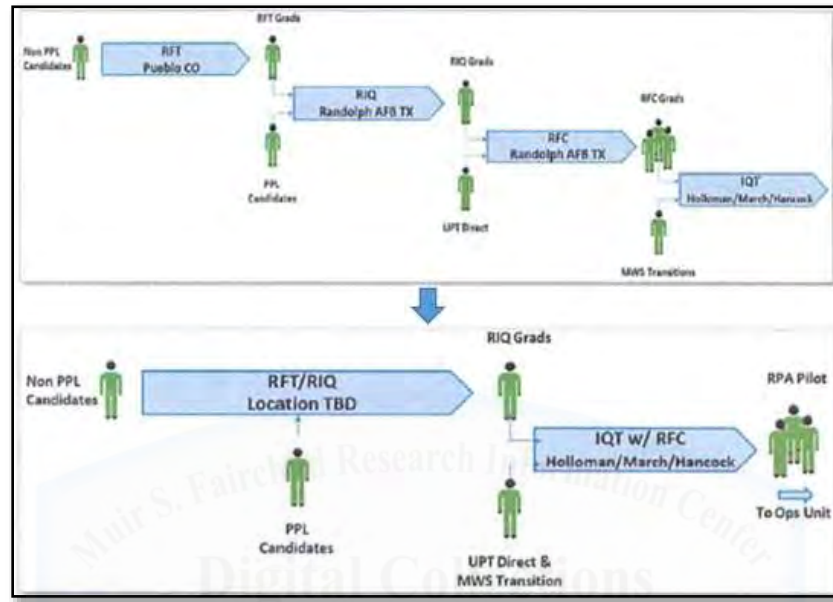 RFT Grads
Non PPL
Candidates
RFT
Pueblo CO
RIQ Grads
RIQ
Randolph AFB TX
RFC Grads
PPL
Candidates
RFC
Randolph AFB TX
UPT Direct
IQT
Holloman/March/Hancock
MWS Transitions
RIQ Grads
Non PPL
Candidates
RFT/RIQ
Location TBD
RPA Pilot
IQT w/ RFC
Holloman/March/Hancock
PPL
Candidates
To Ops Unit
UPT Direct &
MWS Transition
Muir S. Fairchild Research Information Center
Digital Collections